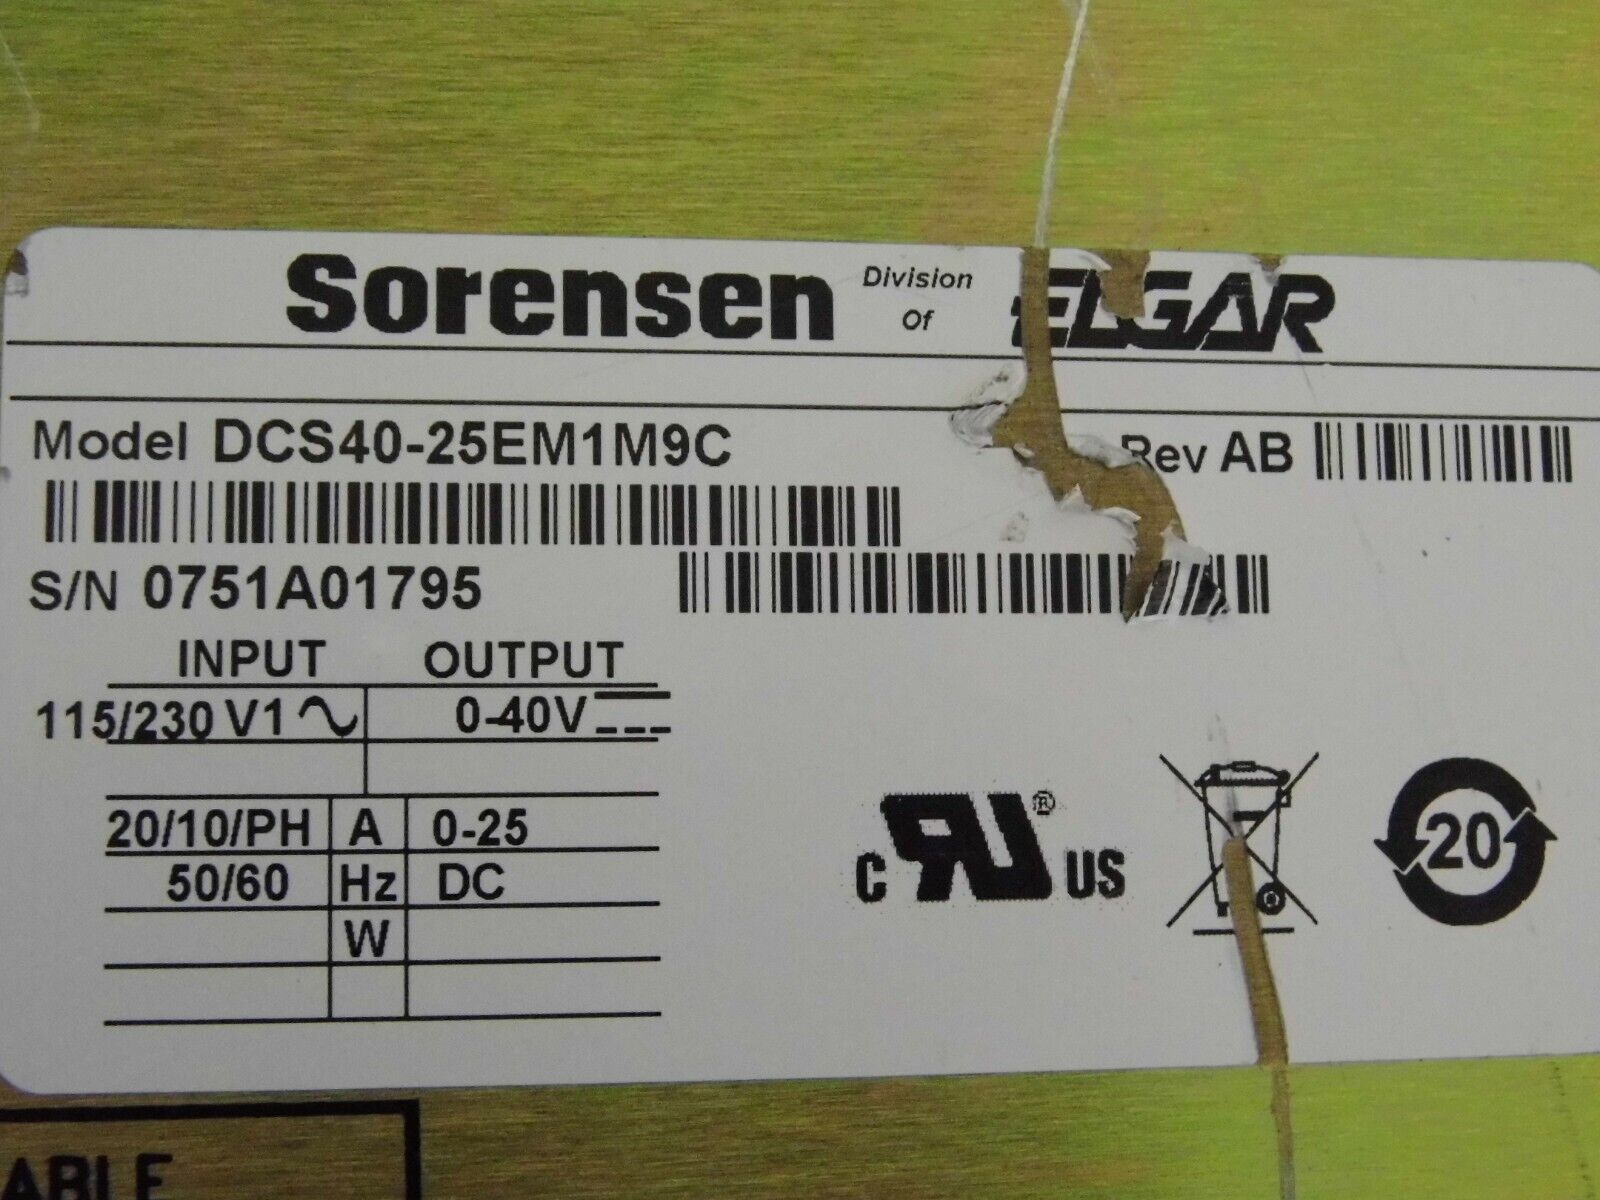 Sorensen Division Of ELGAR
Model DCS40-25EM1M9C Rev AB
S/N 0751A01795
INPUT OUTPUT
115/230 V1 0-40V
20/10/PH A 0-25
50/60 Hz DC
W
C RU ® US
20
ABLE